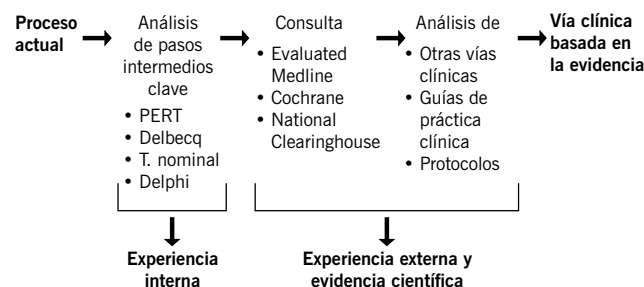 Proceso
actual
Análisis
de pasos
intermedios
clave
• PERT
• Delbecq
• T. nominal
• Delphi
Consulta
• Evaluated
Medline
• Cochrane
• National
Clearinghouse
Análisis de
• Otras vías
clínicas
• Guías de
práctica
clínica
• Protocolos
Vía clínica
basada en
la evidencia
Experiencia
interna
Experiencia externa y
evidencia científica